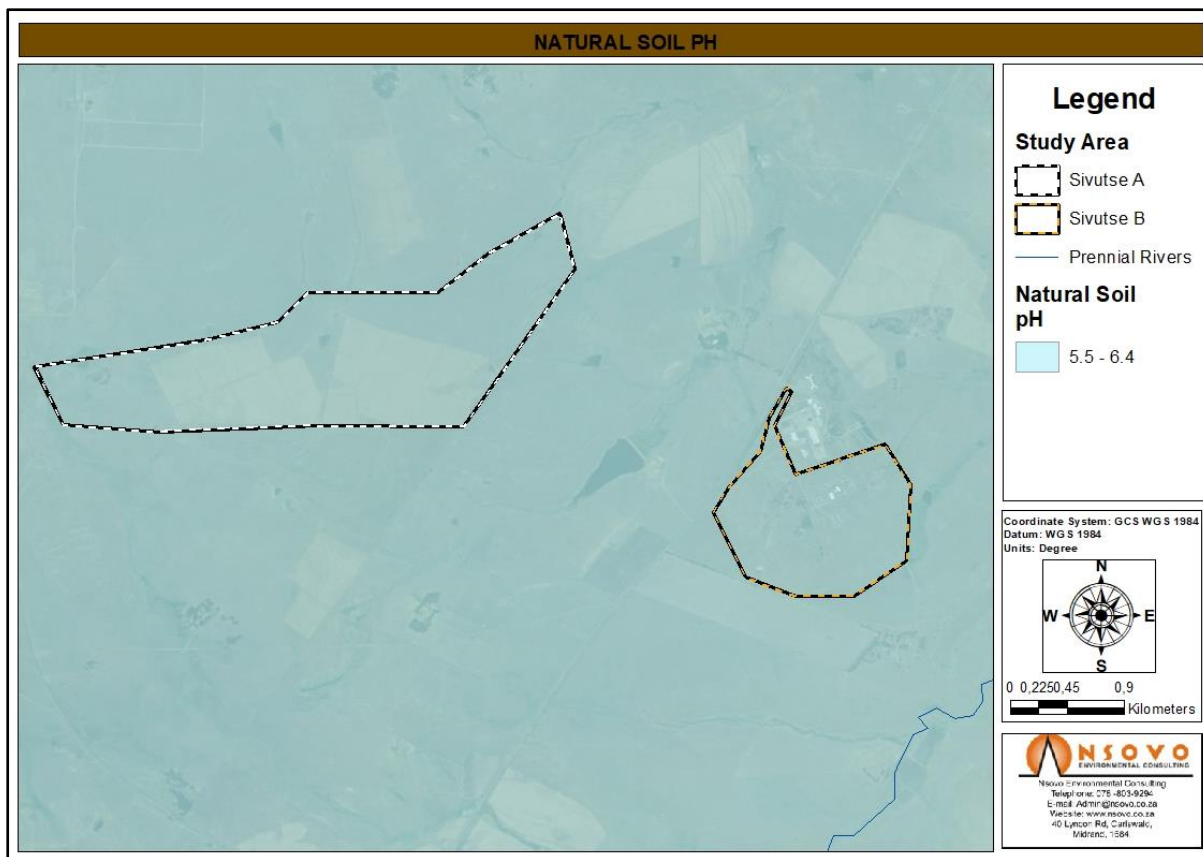 NATURAL SOIL PH
Legend
Study Area
Sivutse A
Sivutse B
Prennial Rivers
Natural Soil
pH
5.5 - 6.4
Coordinate System: GCS WGS 1984
Datum: WGS 1984
Units: Degree
N
W E
S
0 0,2250,45 0,9
Kilometers
NSOVO
ENVIRONMENTAL CONSULTING
Nsovo Environmental Consulting
Telephone: 076 -803-9294
E-mail: Admin@nsovo.co.za
Website: www.nsovo.co.za
40 Rd, Carlswald,
Midrand, 1684.